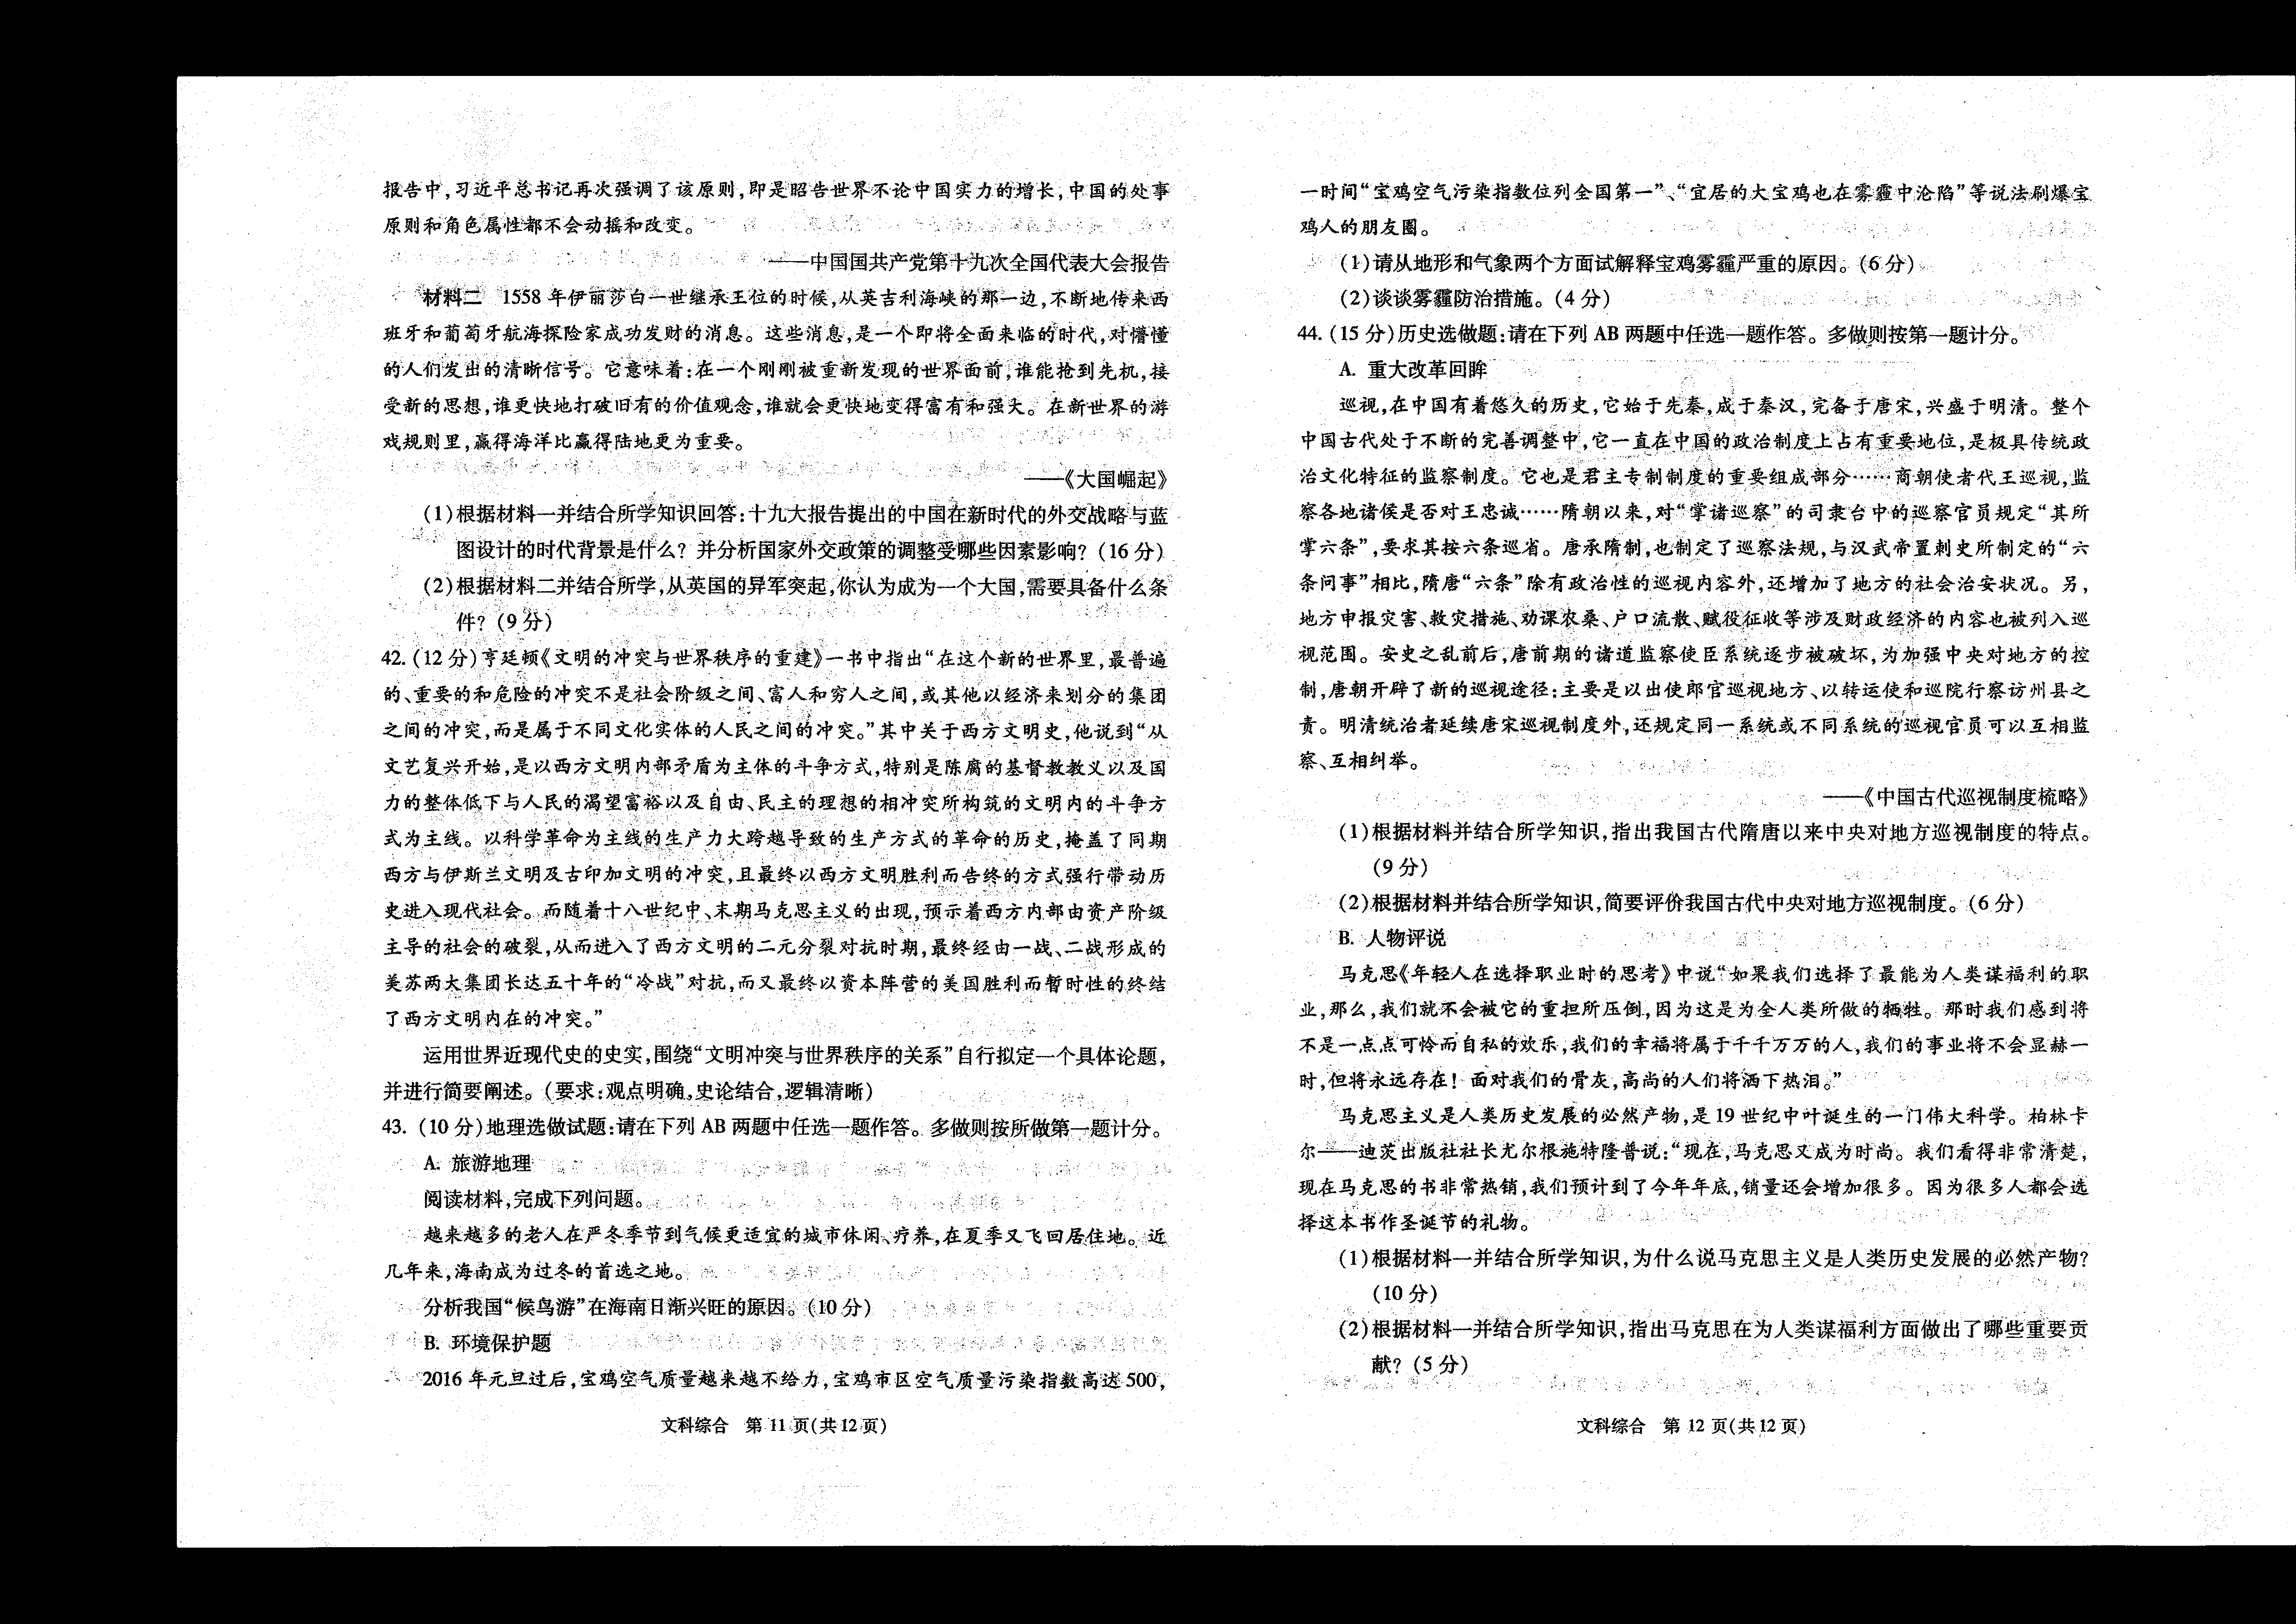 报告中,习近平总书记再次强调了该原则,即是昭告世界不论中国实力的增长,中国的处事
原则和角色属性都不会动摇和改变。
——中国国共产党第十九次全国代表大会报告
材料二 1558 年伊丽莎白一世继承王位的时候,从英吉利海峡的那一边,不断地传来西
班牙和葡萄牙航海探险家成功发财的消息。这些消息,是一个即将全面来临的时代,对懵懂
的人们发出的清晰信号。它意味着:在一个刚刚被重新发现的世界面前,谁能抢到先机,接
受新的思想,谁更快地打破旧有的价值观念,谁就会更快地变得富有和强大。在新世界的游
戏规则里,赢得海洋比赢得陆地更为重要。
——《大国崛起》
(1)根据材料一并结合所学知识回答:十九大报告提出的中国在新时代的外交战略与蓝
图设计的时代背景是什么? 并分析国家外交政策的调整受哪些因素影响? (16 分)
(2)根据材料二并结合所学,从英国的异军突起,你认为成为一个大国,需要具备什么条
件? (9 分)
42. (12 分)亨廷顿《文明的冲突与世界秩序的重建》一书中指出“在这个新的世界里,最普遍
的、重要的和危险的冲突不是社会阶级之间、富人和穷人之间,或其他以经济来划分的集团
之间的冲突,而是属于不同文化实体的人民之间的冲突。”其中关于西方文明史,他说到“从
文艺复兴开始,是以西方文明内部矛盾为主体的斗争方式,特别是陈腐的基督教教义以及国
力的整体低下与人民的渴望富裕以及自由、民主的理想的相冲突所构筑的文明内的斗争方
式为主线。以科学革命为主线的生产力大跨越导致的生产方式的革命的历史,掩盖了同期
西方与伊斯兰文明及古印加文明的冲突,且最终以西方文明胜利而告终的方式强行带动历
史进入现代社会。而随着十八世纪中、末期马克思主义的出现,预示着西方内部由资产阶级
主导的社会的破裂,从而进入了西方文明的二元分裂对抗时期,最终经由一战、二战形成的
美苏两大集团长达五十年的“冷战”对抗,而又最终以资本阵营的美国胜利而暂时性的终结
了西方文明内在的冲突。”
运用世界近现代史的史实,围绕“文明冲突与世界秩序的关系”自行拟定一个具体论题,
并进行简要阐述。(要求:观点明确,史论结合,逻辑清晰)
43. (10 分)地理选做试题:请在下列 AB 两题中任选一题作答。多做则按所做第一题计分。
A. 旅游地理
阅读材料,完成下列问题。
越来越多的老人在严冬季节到气候更适宜的城市休闲、疗养,在夏季又飞回居住地。近
几年来,海南成为过冬的首选之地。
分析我国“候鸟游”在海南日渐兴旺的原因。(10 分)
B. 环境保护题
2016 年元旦过后,宝鸡空气质量越来越不给力,宝鸡市区空气质量污染指数高达 500,
文科综合 第 11 页(共 12 页)
一时间“宝鸡空气污染指数位列全国第一”、“宜居的大宝鸡也在雾霾中沦陷”等说法刷爆宝
鸡人的朋友圈。
(1)请从地形和气象两个方面试解释宝鸡雾霾严重的原因。(6 分)
(2)谈谈雾霾防治措施。(4 分)
44. (15 分)历史选做题:请在下列 AB 两题中任选一题作答。多做则按第一题计分。
A. 重大改革回眸
巡视,在中国有着悠久的历史,它始于先秦,成于秦汉,完备于唐宋,兴盛于明清。整个
中国古代处于不断的完善调整中,它一直在中国的政治制度上占有重要地位,是极具传统政
治文化特征的监察制度。它也是君主专制制度的重要组成部分……商朝使者代王巡视,监
察各地诸侯是否对王忠诚……隋朝以来,对“掌诸巡察”的司隶台中的巡察官员规定“其所
掌六条”,要求其按六条巡省。唐承隋制,也制定了巡察法规,与汉武帝置刺史所制定的“六
条问事”相比,隋唐“六条”除有政治性的巡视内容外,还增加了地方的社会治安状况。另,
地方申报灾害、救灾措施、劝课农桑、户口流散、赋役征收等涉及财政经济的内容也被列入巡
视范围。安史之乱前后,唐前期的诸道监察使臣系统逐步被破坏,为加强中央对地方的控
制,唐朝开辟了新的巡视途径:主要是以出使郎官巡视地方、以转运使和巡院行察访州县之
责。明清统治者延续唐宋巡视制度外,还规定同一系统或不同系统的巡视官员可以互相监
察、互相纠举。
——《中国古代巡视制度梳略》
(1)根据材料并结合所学知识,指出我国古代隋唐以来中央对地方巡视制度的特点。
(9 分)
(2)根据材料并结合所学知识,简要评价我国古代中央对地方巡视制度。(6 分)
B. 人物评说
马克思《年轻人在选择职业时的思考》中说“如果我们选择了最能为人类谋福利的职
业,那么,我们就不会被它的重担所压倒,因为这是为全人类所做的牺牲。那时我们感到将
不是一点点可怜而自私的欢乐,我们的幸福将属于千千万万的人,我们的事业将不会显赫一
时,但将永远存在! 面对我们的骨灰,高尚的人们将洒下热泪。”
马克思主义是人类历史发展的必然产物,是 19 世纪中叶诞生的一门伟大科学。柏林卡
尔——迪茨出版社社长尤尔根施特隆普说:“现在,马克思又成为时尚。我们看得非常清楚,
现在马克思的书非常热销,我们预计到了今年年底,销量还会增加很多。因为很多人都会选
择这本书作圣诞节的礼物。
(1)根据材料一并结合所学知识,为什么说马克思主义是人类历史发展的必然产物?
(10 分)
(2)根据材料一并结合所学知识,指出马克思在为人类谋福利方面做出了哪些重要贡
献? (5 分)
文科综合 第 12 页(共 12 页)